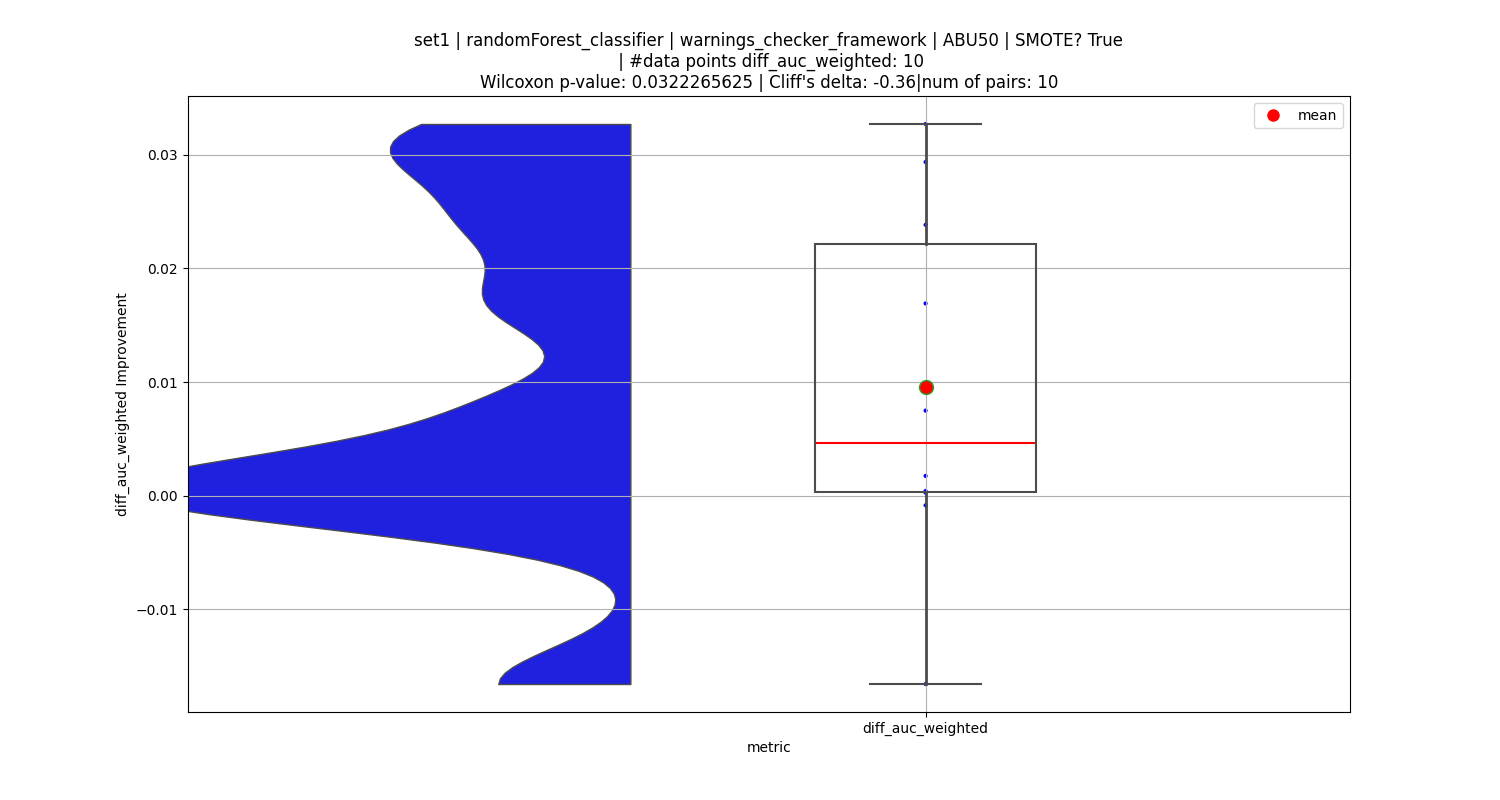 set1 | randomForest_classifier | warnings_checker_framework | ABU50 | SMOTE? True
| #data points diff_auc_weighted: 10
Wilcoxon p-value: 0.0322265625 | Cliff's delta: -0.36|num of pairs: 10
mean
0.03
0.02
0.01
0.00
−0.01
diff_auc_weighted Improvement
diff_auc_weighted
metric